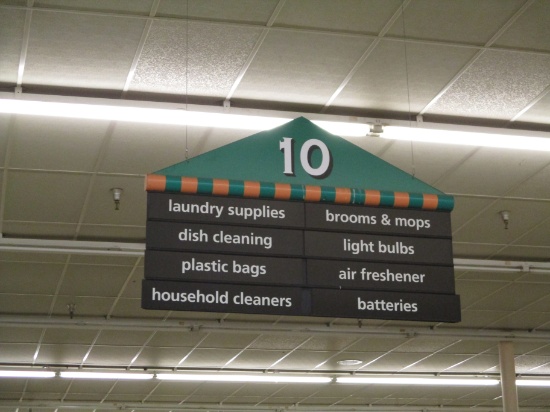 10
laundry supplies
dish cleaning
plastic bags
household cleaners
brooms & mops
light bulbs
air freshener
batteries